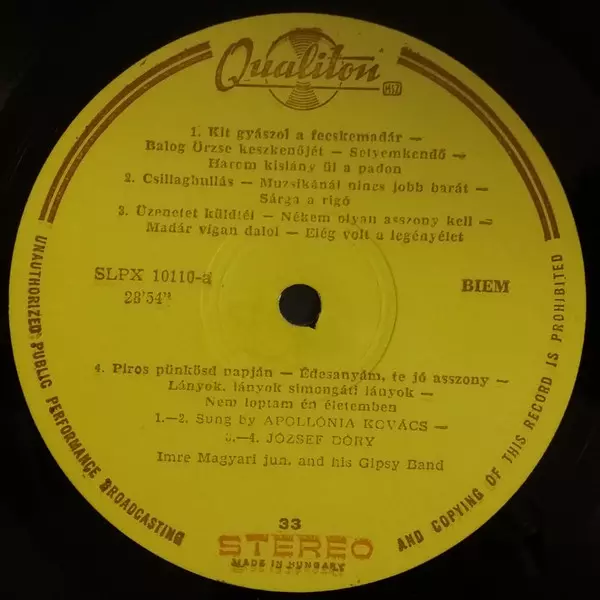 Qualiton
MHV
1. Kit gyászol a fecskemadár —
Balog Örzse keszkenőjét — Selyemkendő —
Három kislány ül a padon
2. Csillaghullás — Muzsikánál nincs jobb barát —
Sárga a rigó
3. Üzenetet küldtél — Nékem olyan asszony kell —
Madár vígan dalol — Elég volt a legényélet
SLPX 10110-a
28'54"
BIEM
4. Piros pünkösd napján — Édesanyám, te jó asszony —
Lányok, lányok simongáti lányok —
Nem loptam én életemben
1.—2. Sung by APOLLÓNIA KOVÁCS —
3.—4. JÓZSEF DÓRY
Imre Magyari jun. and his Gipsy Band
33
STEREO
MADE IN HUNGARY
UNAUTHORIZED PUBLIC PERFORMANCE BROADCASTING
AND COPYING OF THIS RECORD IS PROHIBITED